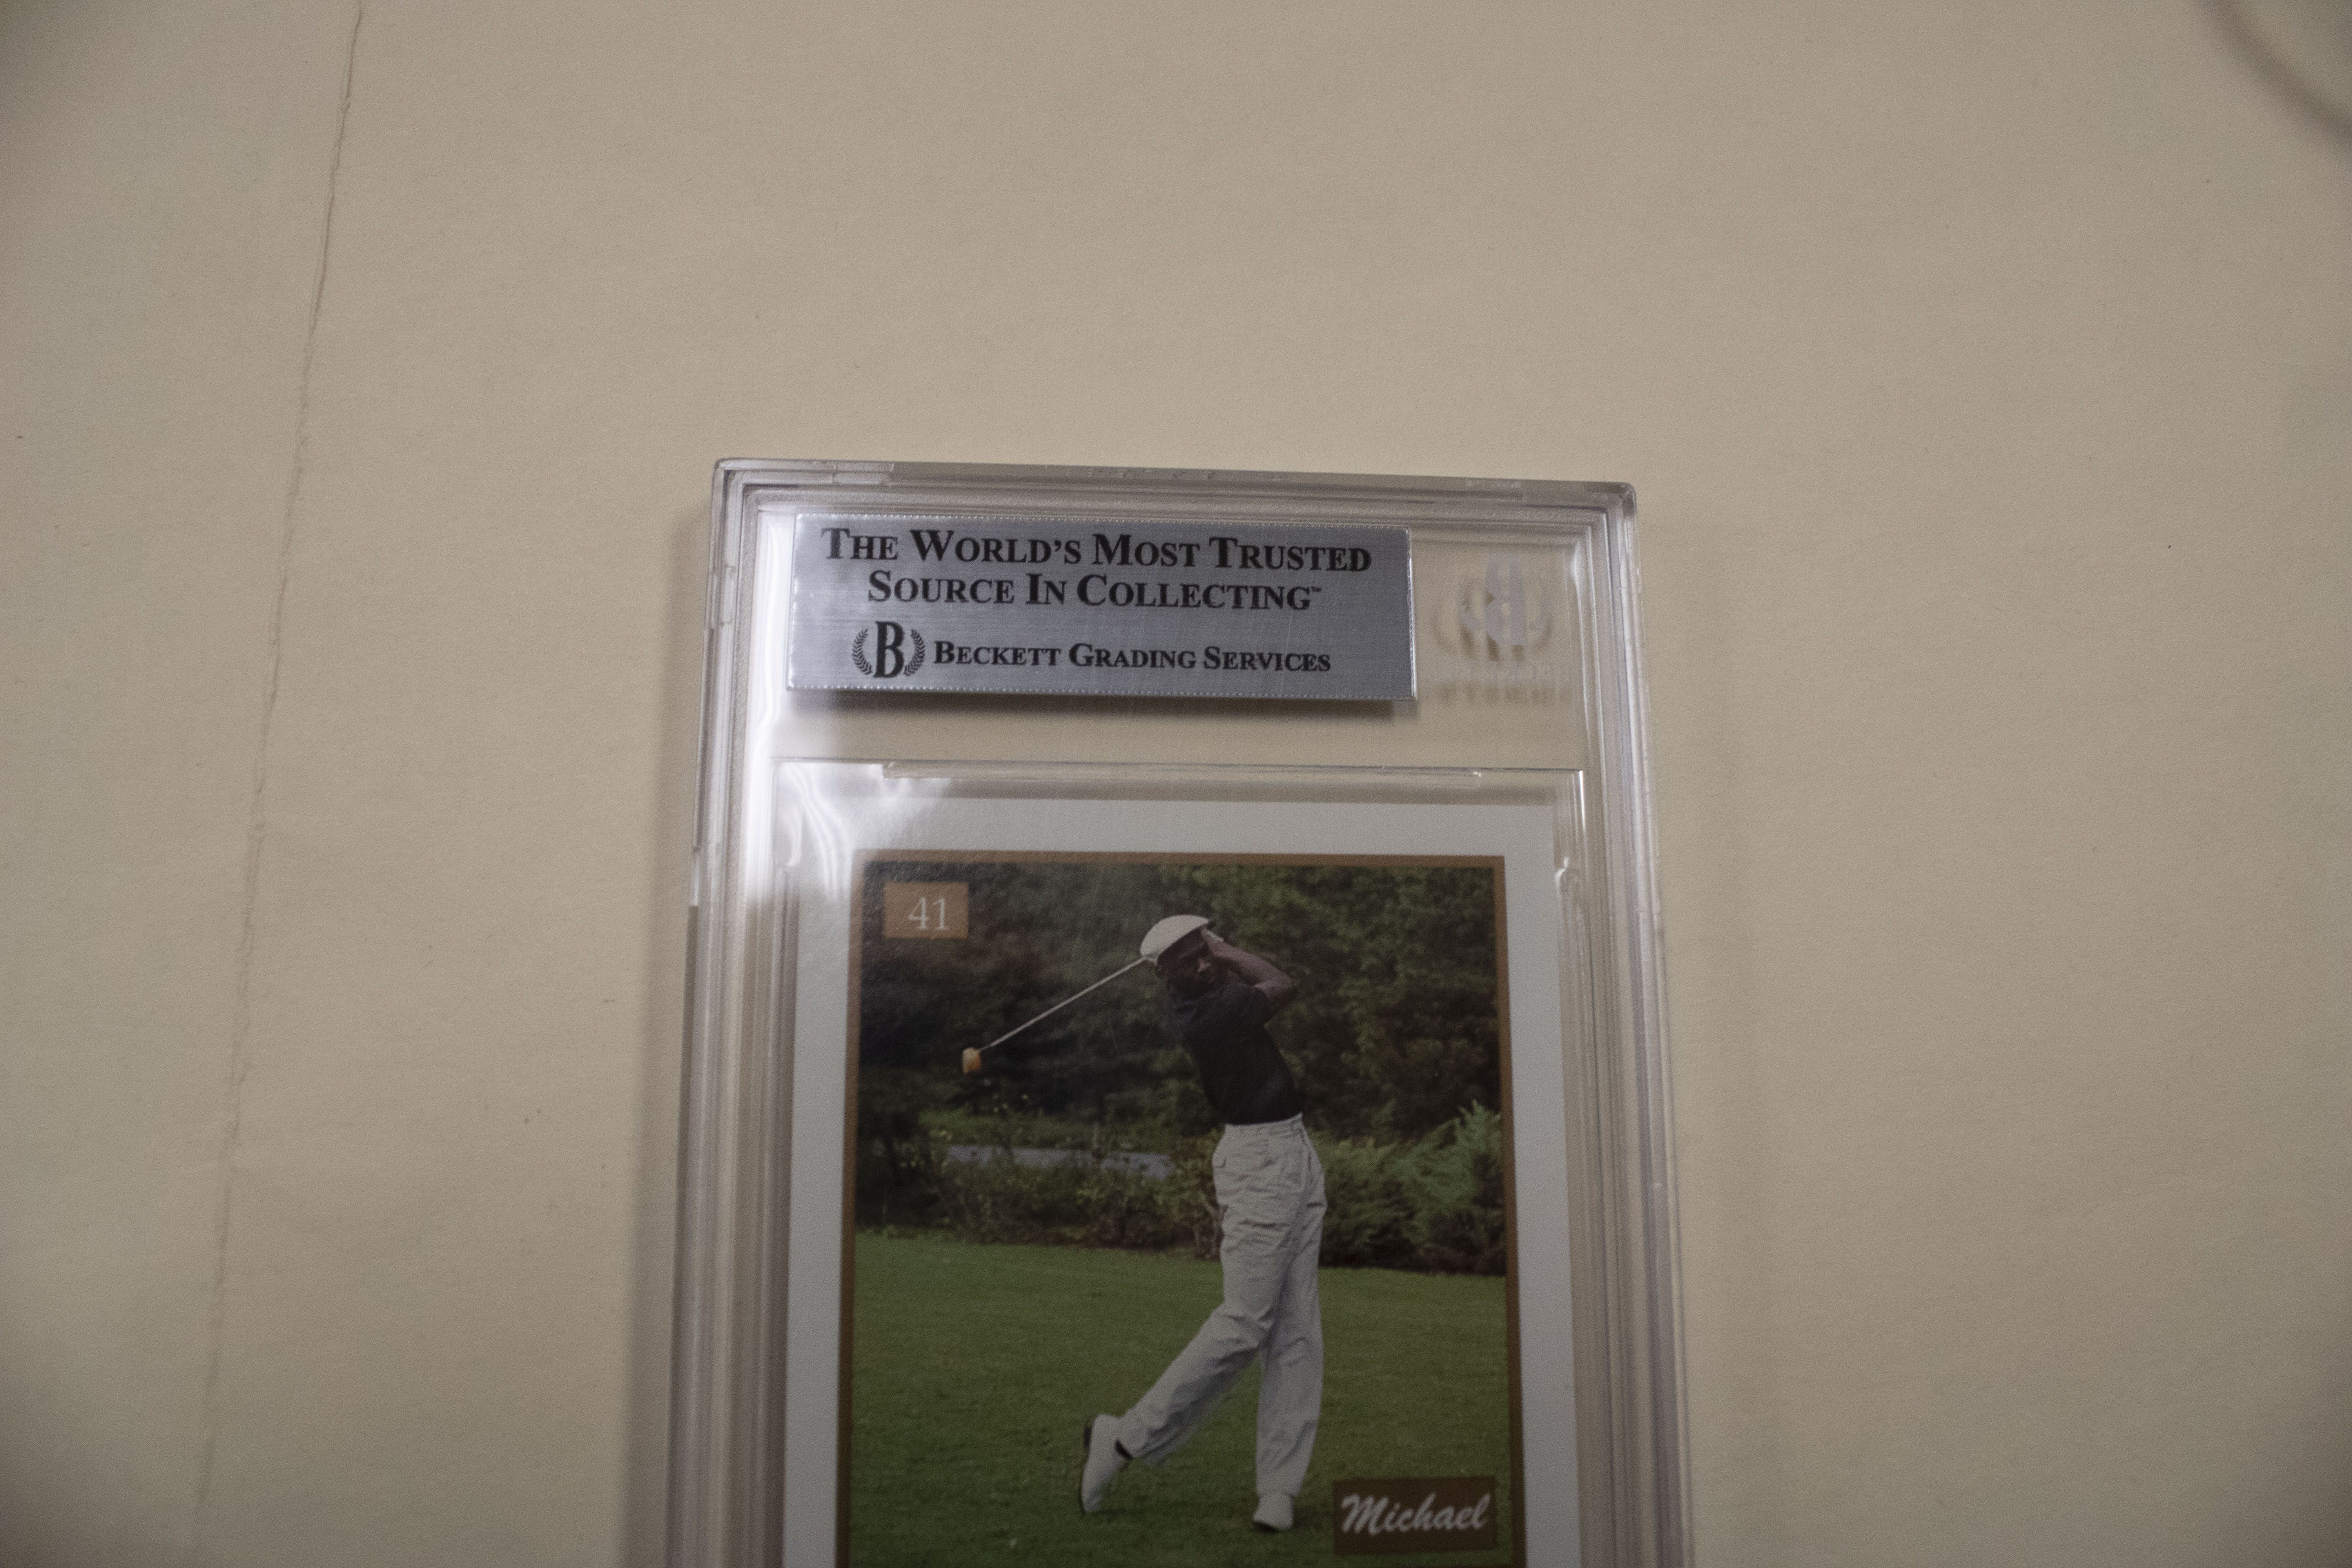 THE WORLD'S MOST TRUSTED
SOURCE IN COLLECTING™
B BECKETT GRADING SERVICES
41
Michael